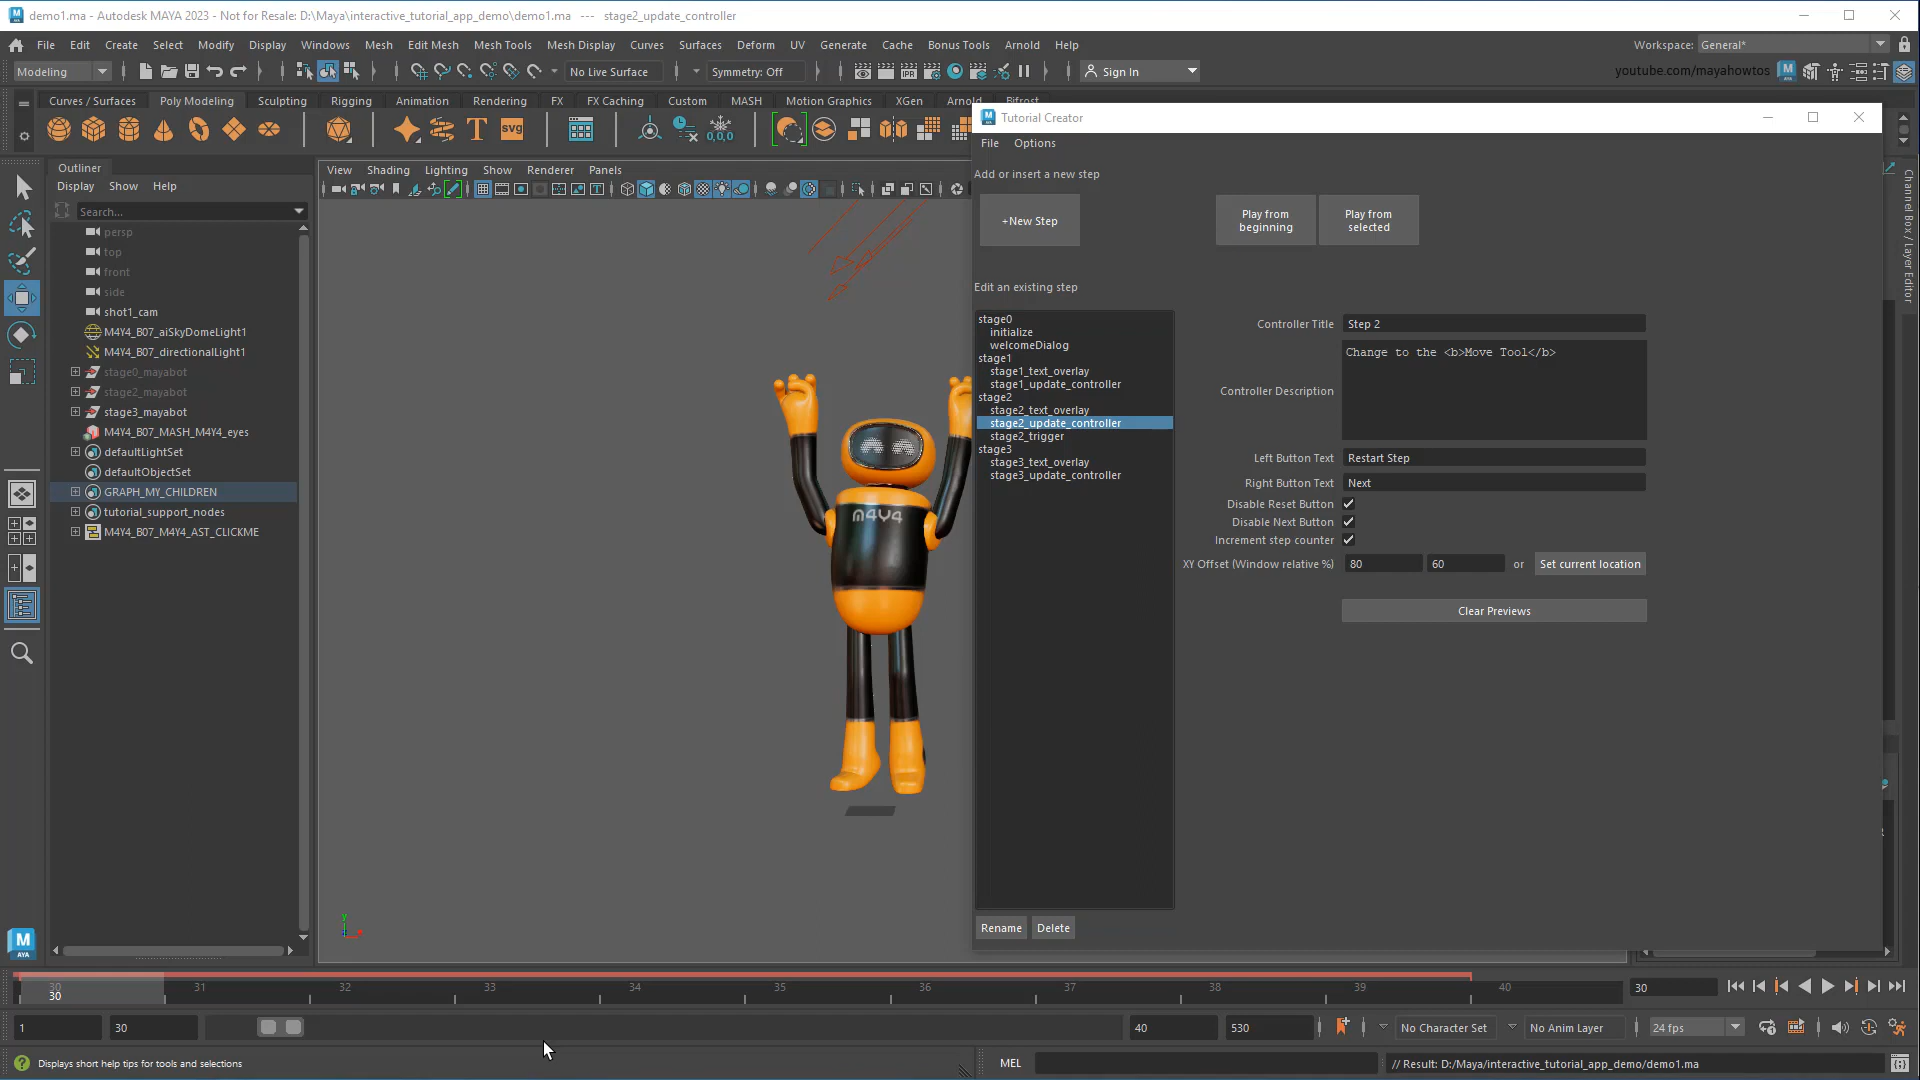 demo1.ma - Autodesk MAYA 2023 - Not for Resale: D:\Maya\interactive_tutorial_app_demo\demo1.ma --- stage2_update_controller
File Edit Create Select Modify Display Windows Mesh Edit Mesh Mesh Tools Mesh Display Curves Surfaces Deform UV Generate Cache Bonus Tools Arnold Help
Workspace: General*
Modeling
No Live Surface
Symmetry: Off
IPR
Sign In
youtube.com/mayahowtos
Curves / Surfaces Poly Modeling Sculpting Rigging Animation Rendering FX FX Caching Custom MASH Motion Graphics XGen Arnold Bifrost
T
SVG
0,0,0
Tutorial Creator
File Options
Add or insert a new step
+New Step
Play from beginning
Play from selected
Edit an existing step
stage0
initialize
welcomeDialog
stage1
stage1_text_overlay
stage1_update_controller
stage2
stage2_text_overlay
stage2_update_controller
stage2_trigger
stage3
stage3_text_overlay
stage3_update_controller
Controller Title Step 2
Controller Description Change to the <b>Move Tool</b>
Left Button Text Restart Step
Right Button Text Next
Disable Reset Button
Disable Next Button
Increment step counter
XY Offset (Window relative %) 80 60 or Set current location
Clear Previews
Rename Delete
Channel Box / Layer Editor
Outliner
Display Show Help
Search...
persp
top
front
side
shot1_cam
M4Y4_B07_aiSkyDomeLight1
M4Y4_B07_directionalLight1
stage0_mayabot
stage2_mayabot
stage3_mayabot
M4Y4_B07_MASH_M4Y4_eyes
defaultLightSet
defaultObjectSet
GRAPH_MY_CHILDREN
tutorial_support_nodes
M4Y4_B07_M4Y4_AST_CLICKME
View Shading Lighting Show Renderer Panels
M4Y4
y
M
AYA
30 31 32 33 34 35 36 37 38 39 40
30
30
1 30 40 530 No Character Set No Anim Layer 24 fps
Displays short help tips for tools and selections
MEL
// Result: D:/Maya/interactive_tutorial_app_demo/demo1.ma